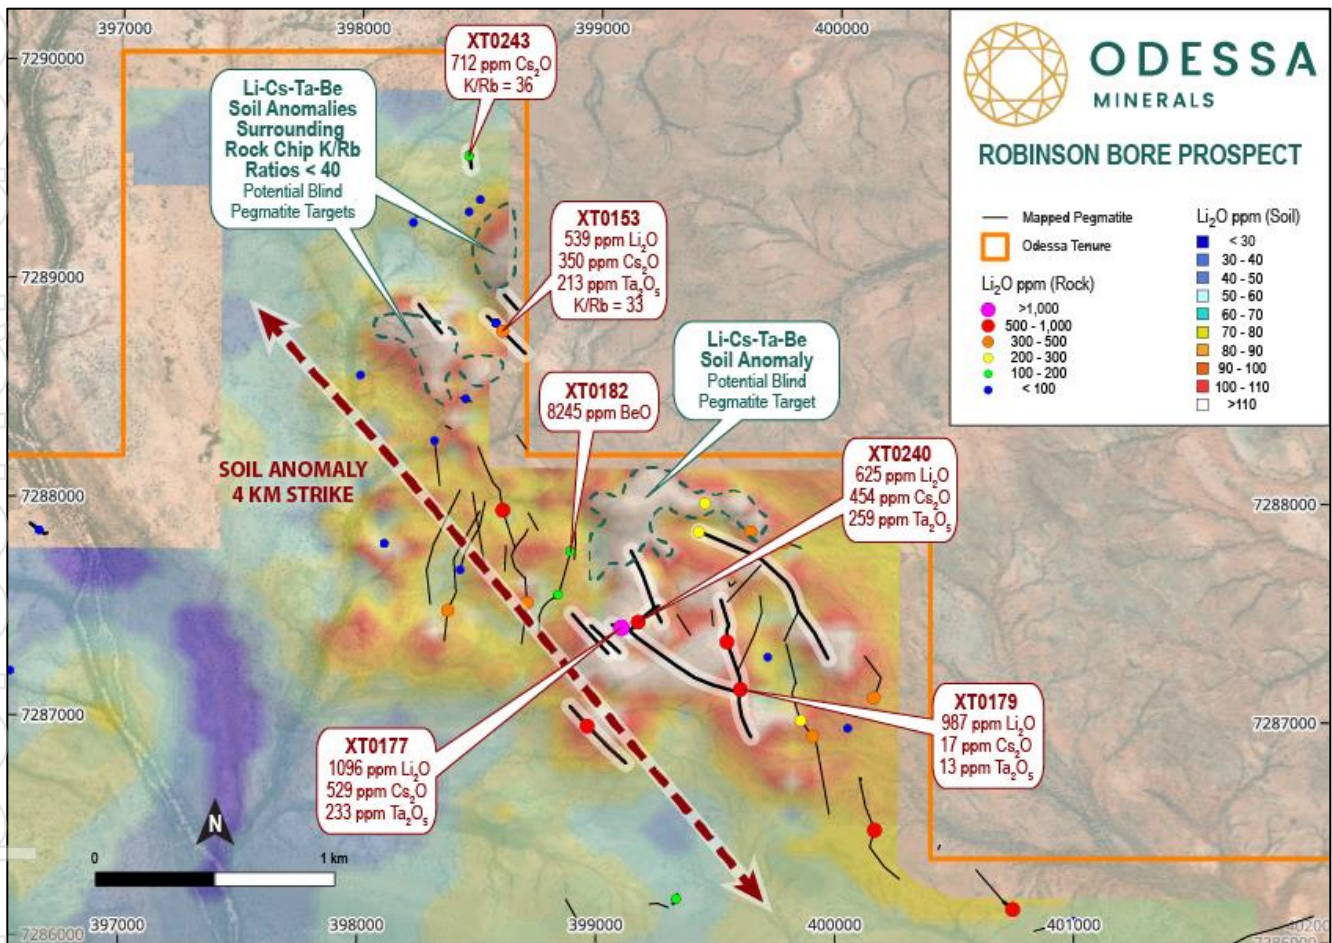 397000
398000
399000
400000
7290000
7289000
7288000
7287000
7286000
ODESSA
MINERALS
ROBINSON BORE PROSPECT
Mapped Pegmatite
Odessa Tenure
Li₂O ppm (Rock)
>1,000
500 - 1,000
300 - 500
200 - 300
100 - 200
< 100
Li₂O ppm (Soil)
< 30
30 - 40
40 - 50
50 - 60
60 - 70
70 - 80
80 - 90
90 - 100
100 - 110
>110
XT0243
712 ppm Cs₂O
K/Rb = 36
Li-Cs-Ta-Be
Soil Anomalies
Surrounding
Rock Chip K/Rb
Ratios < 40
Potential Blind
Pegmatite Targets
XT0153
539 ppm Li₂O
350 ppm Cs₂O
213 ppm Ta₂O₅
K/Rb = 33
Li-Cs-Ta-Be
Soil Anomaly
Potential Blind
Pegmatite Target
XT0182
8245 ppm BeO
XT0240
625 ppm Li₂O
454 ppm Cs₂O
259 ppm Ta₂O₅
SOIL ANOMALY
4 KM STRIKE
7288000
7287000
XT0179
987 ppm Li₂O
17 ppm Cs₂O
13 ppm Ta₂O₅
XT0177
1096 ppm Li₂O
529 ppm Cs₂O
233 ppm Ta₂O₅
N
0
1 km
397000
398000
399000
400000
401000